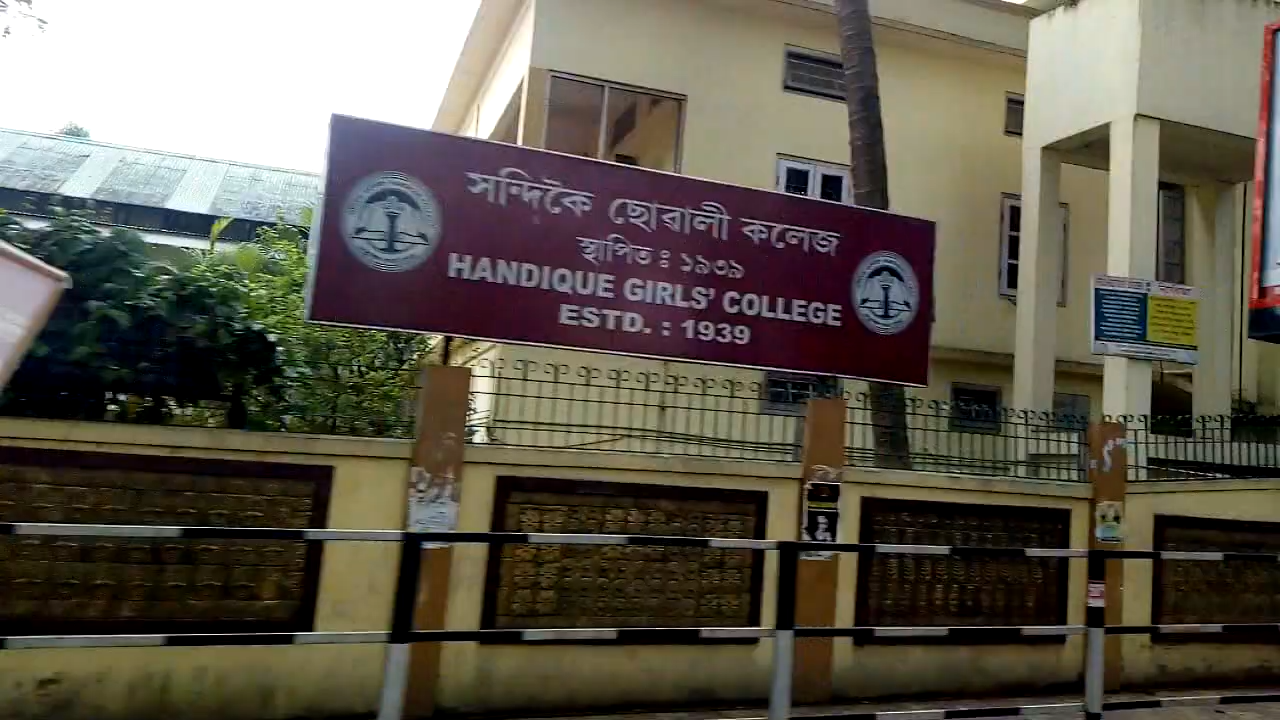 সন্দিকৈ ছোৱালী কলেজ
স্থাপিত : ১৯৩৯
HANDIQUE GIRLS' COLLEGE
ESTD. : 1939